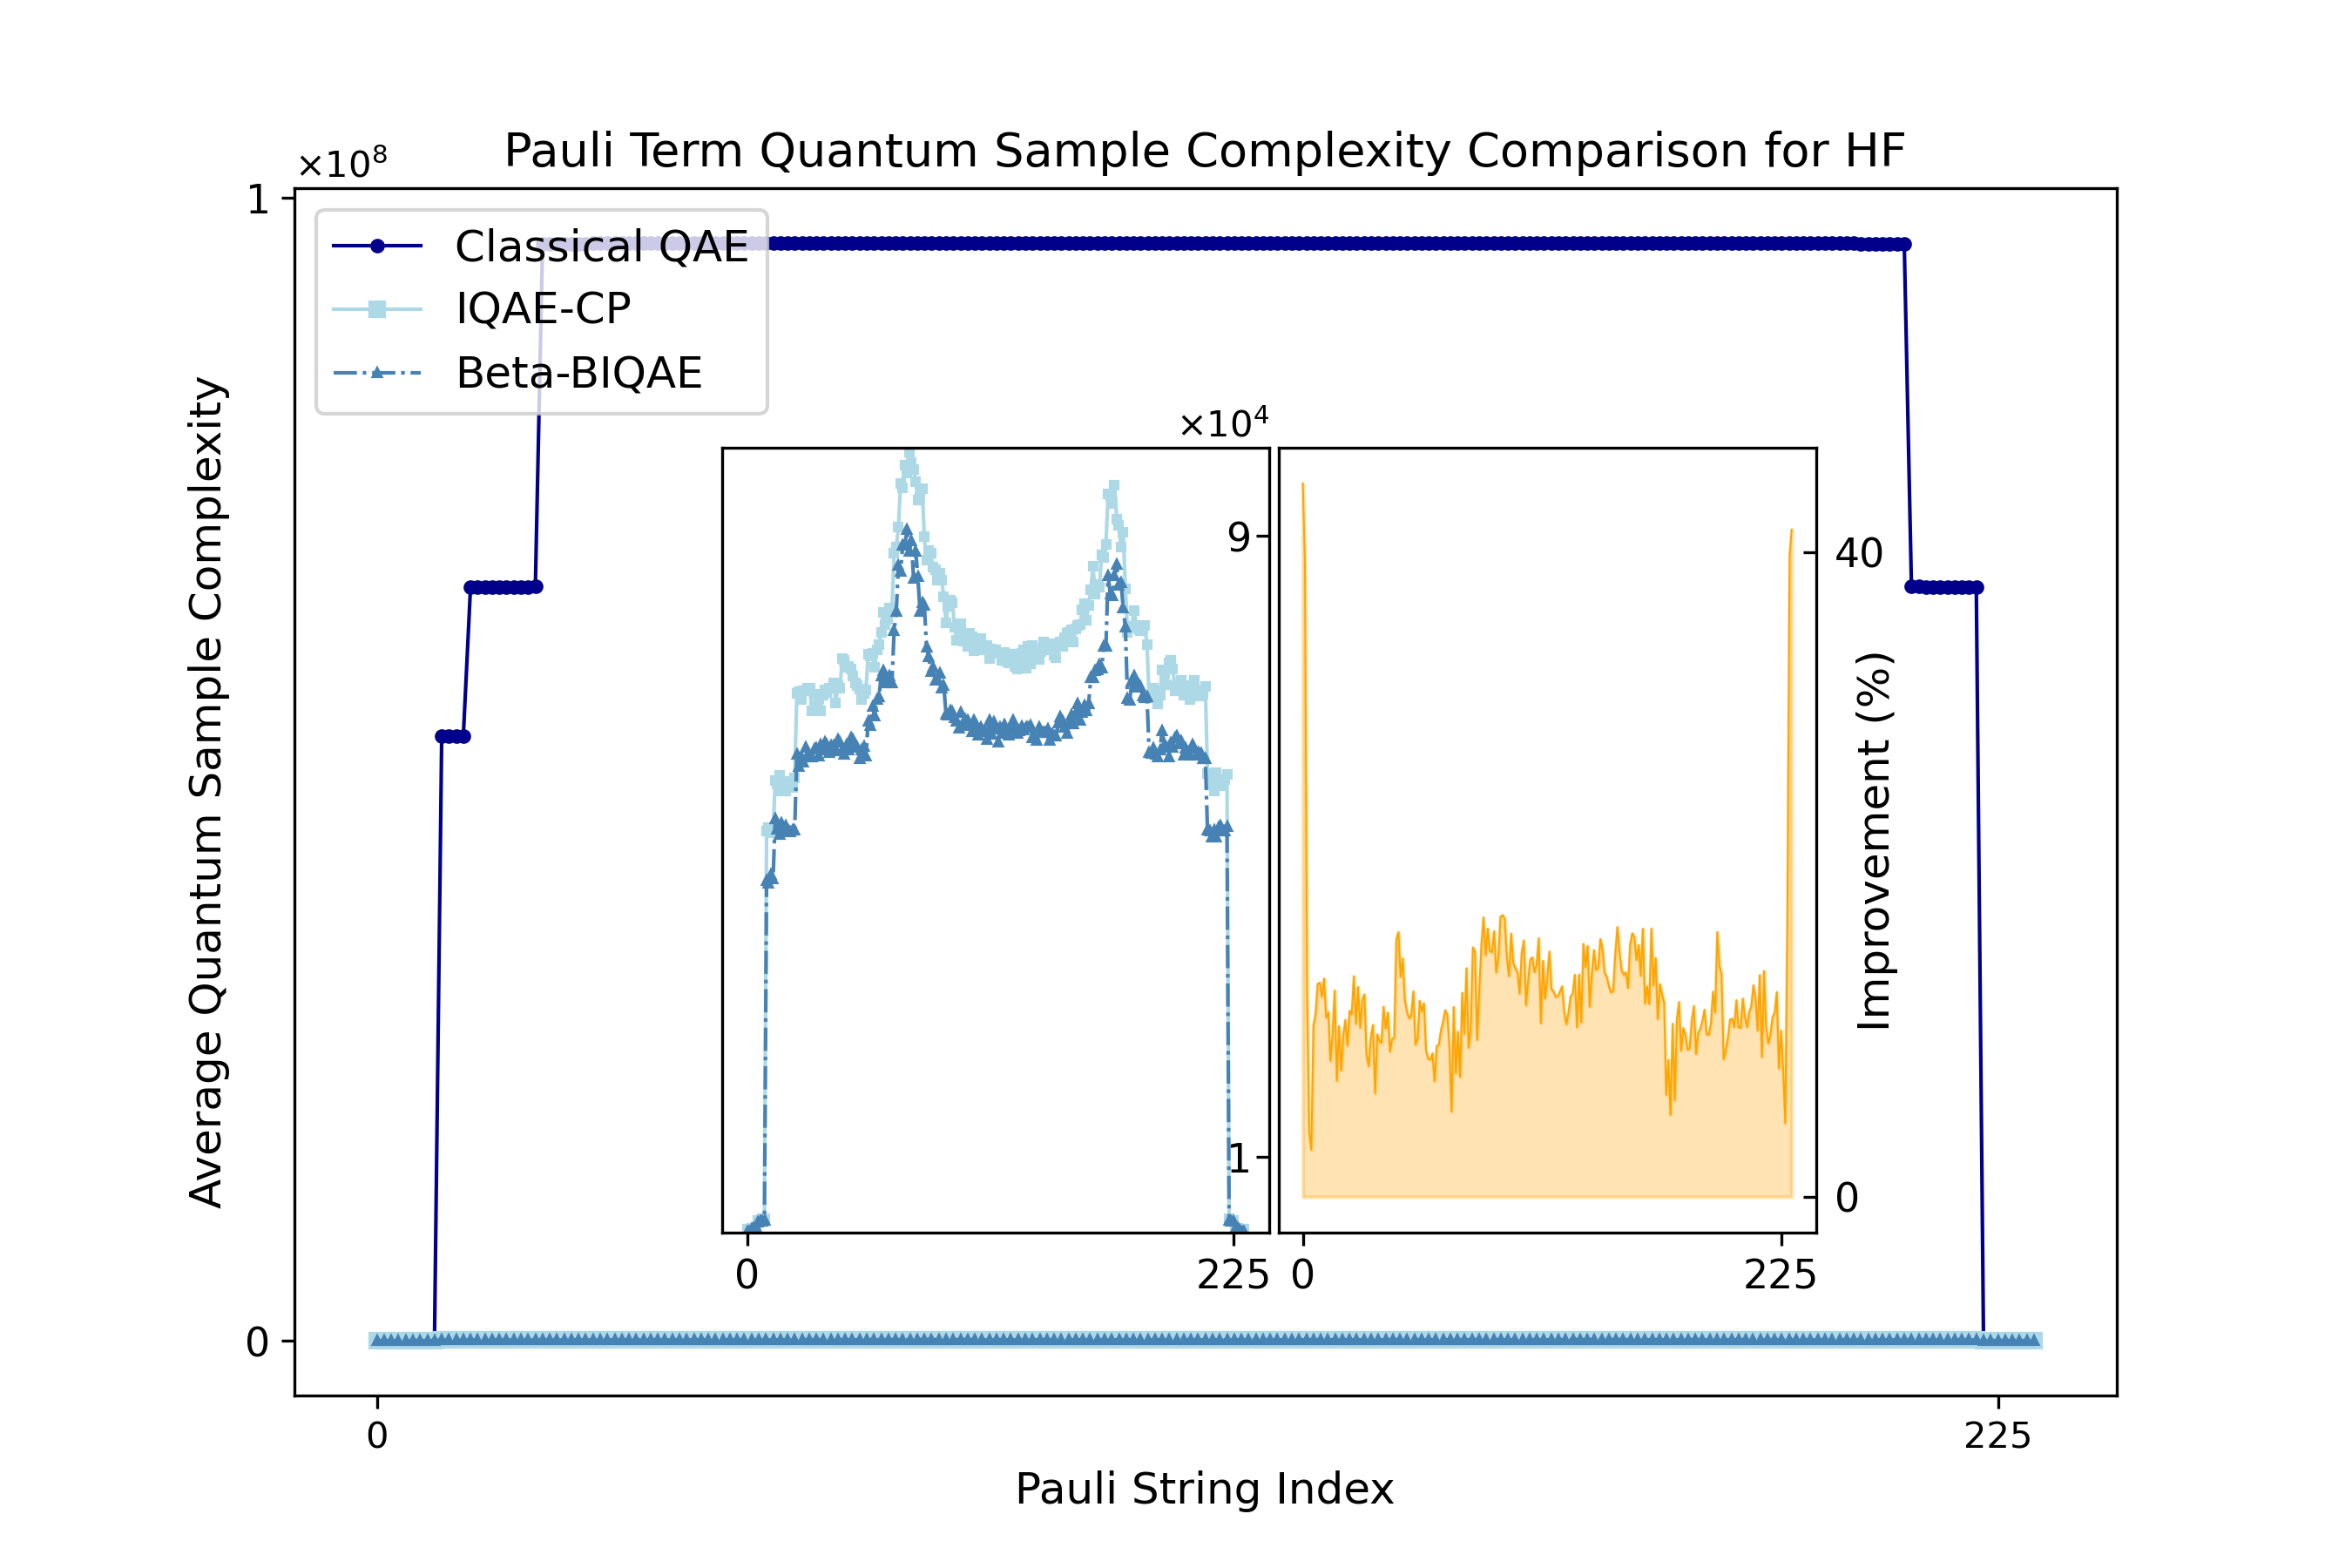 Pauli Term Quantum Sample Complexity Comparison for HF
×10⁸
1
0
Average Quantum Sample Complexity
Classical QAE
IQAE-CP
Beta-BIQAE
×10⁴
9
1
0
225
40
0
Improvement (%)
0
225
0
225
Pauli String Index